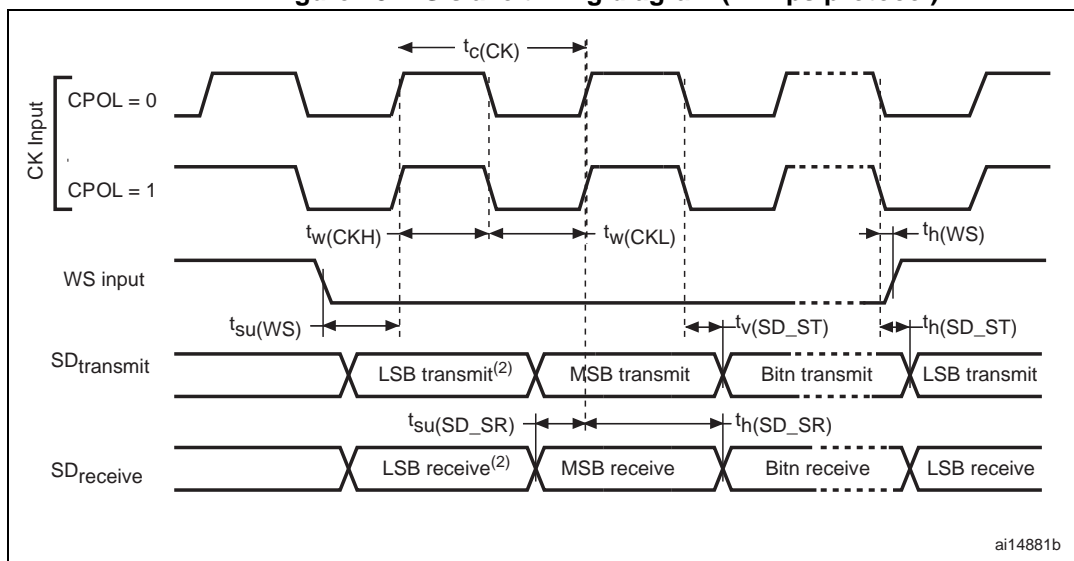 tc(CK)
CK Input
CPOL = 0
CPOL = 1
tw(CKH)
tw(CKL)
th(WS)
WS input
tsu(WS)
tv(SD_ST)
th(SD_ST)
SDtransmit
LSB transmit(2)
MSB transmit
Bitn transmit
LSB transmit
tsu(SD_SR)
th(SD_SR)
SDreceive
LSB receive(2)
MSB receive
Bitn receive
LSB receive
ai14881b